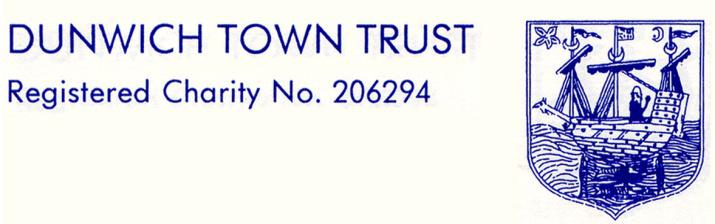 DUNWICH TOWN TRUST
Registered Charity No. 206294